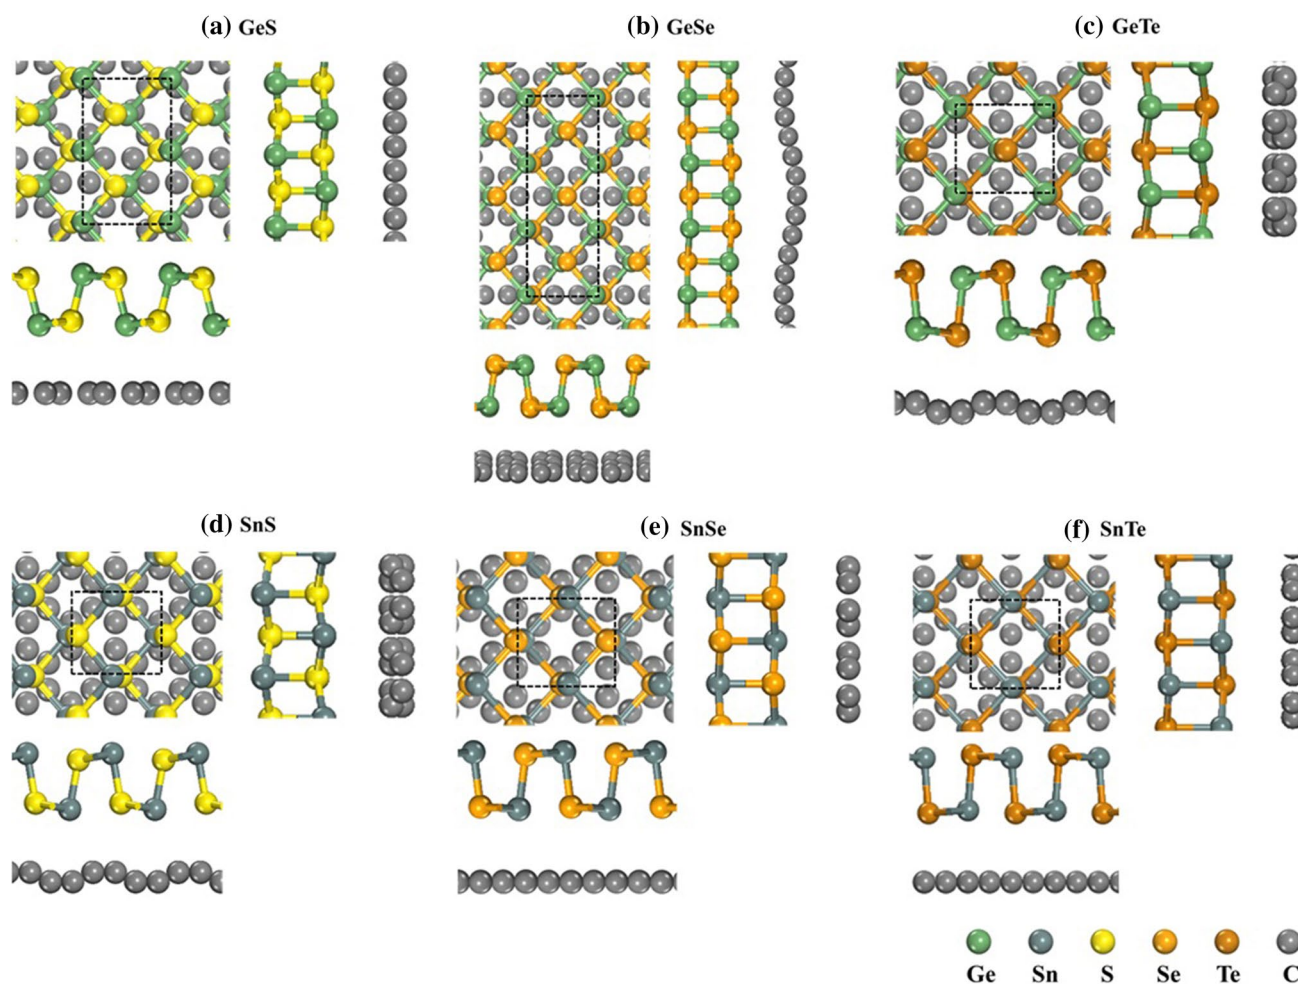 (a) GeS
(b) GeSe
(c) GeTe
(d) SnS
(e) SnSe
(f) SnTe
Ge Sn S Se Te C